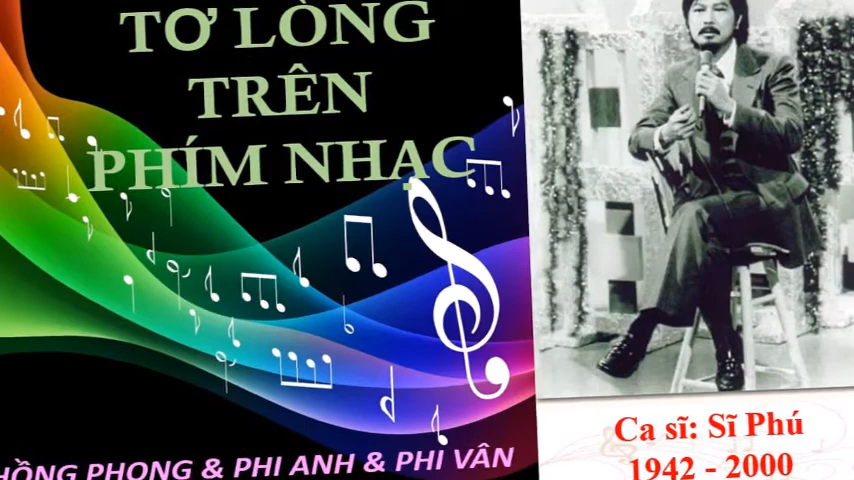 TƠ LÒNG
TRÊN
PHÍM NHẠC
HỒNG PHONG & PHI ANH & PHI VÂN
Ca sĩ: Sĩ Phú
1942 - 2000